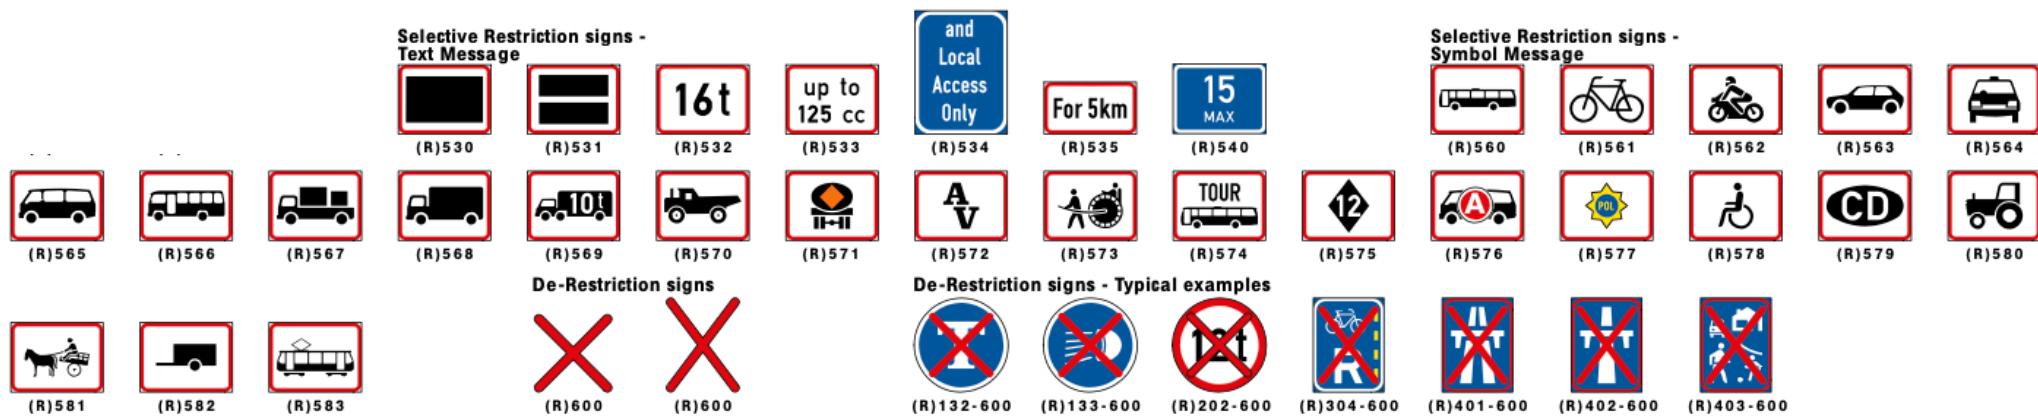 Selective Restriction signs -
Text Message
Selective Restriction signs -
Symbol Message
16t
up to
125 cc
and
Local
Access
Only
For 5km
15
MAX
(R)530 (R)531 (R)532 (R)533 (R)534 (R)535 (R)540 (R)560 (R)561 (R)562 (R)563 (R)564
10t
A
V
TOUR
12
A
POL
CD
(R)565 (R)566 (R)567 (R)568 (R)569 (R)570 (R)571 (R)572 (R)573 (R)574 (R)575 (R)576 (R)577 (R)578 (R)579 (R)580
De-Restriction signs
De-Restriction signs - Typical examples
T
R
(R)581 (R)582 (R)583 (R)600 (R)600 (R)132-600 (R)133-600 (R)202-600 (R)304-600 (R)401-600 (R)402-600 (R)403-600